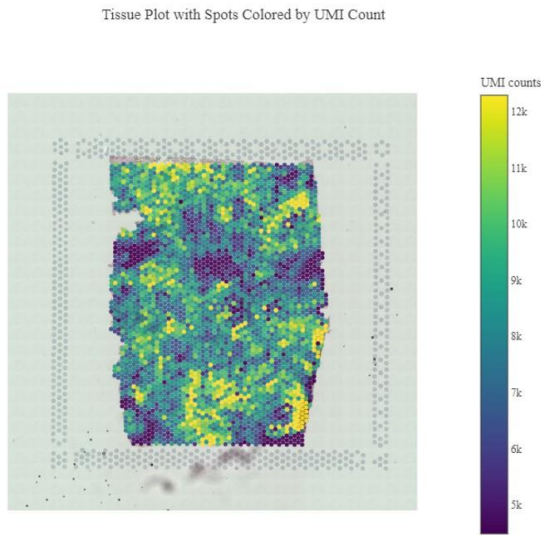 Tissue Plot with Spots Colored by UMI Count
UMI counts
12k
11k
10k
9k
8k
7k
6k
5k